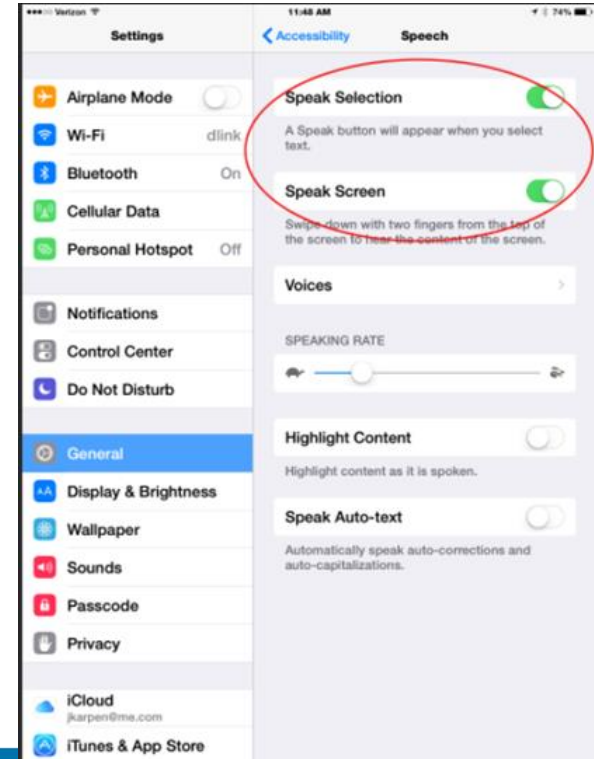 Verizon
11:48 AM
74%
Settings
Airplane Mode
Wi-Fi dlink
Bluetooth On
Cellular Data
Personal Hotspot Off
Notifications
Control Center
Do Not Disturb
General
Display & Brightness
Wallpaper
Sounds
Passcode
Privacy
iCloud
jkarpen@me.com
iTunes & App Store
Accessibility Speech
Speak Selection
A Speak button will appear when you select
text.
Speak Screen
Swipe down with two fingers from the top of
the screen to hear the content of the screen.
Voices
SPEAKING RATE
Highlight Content
Highlight content as it is spoken.
Speak Auto-text
Automatically speak auto-corrections and
auto-capitalizations.